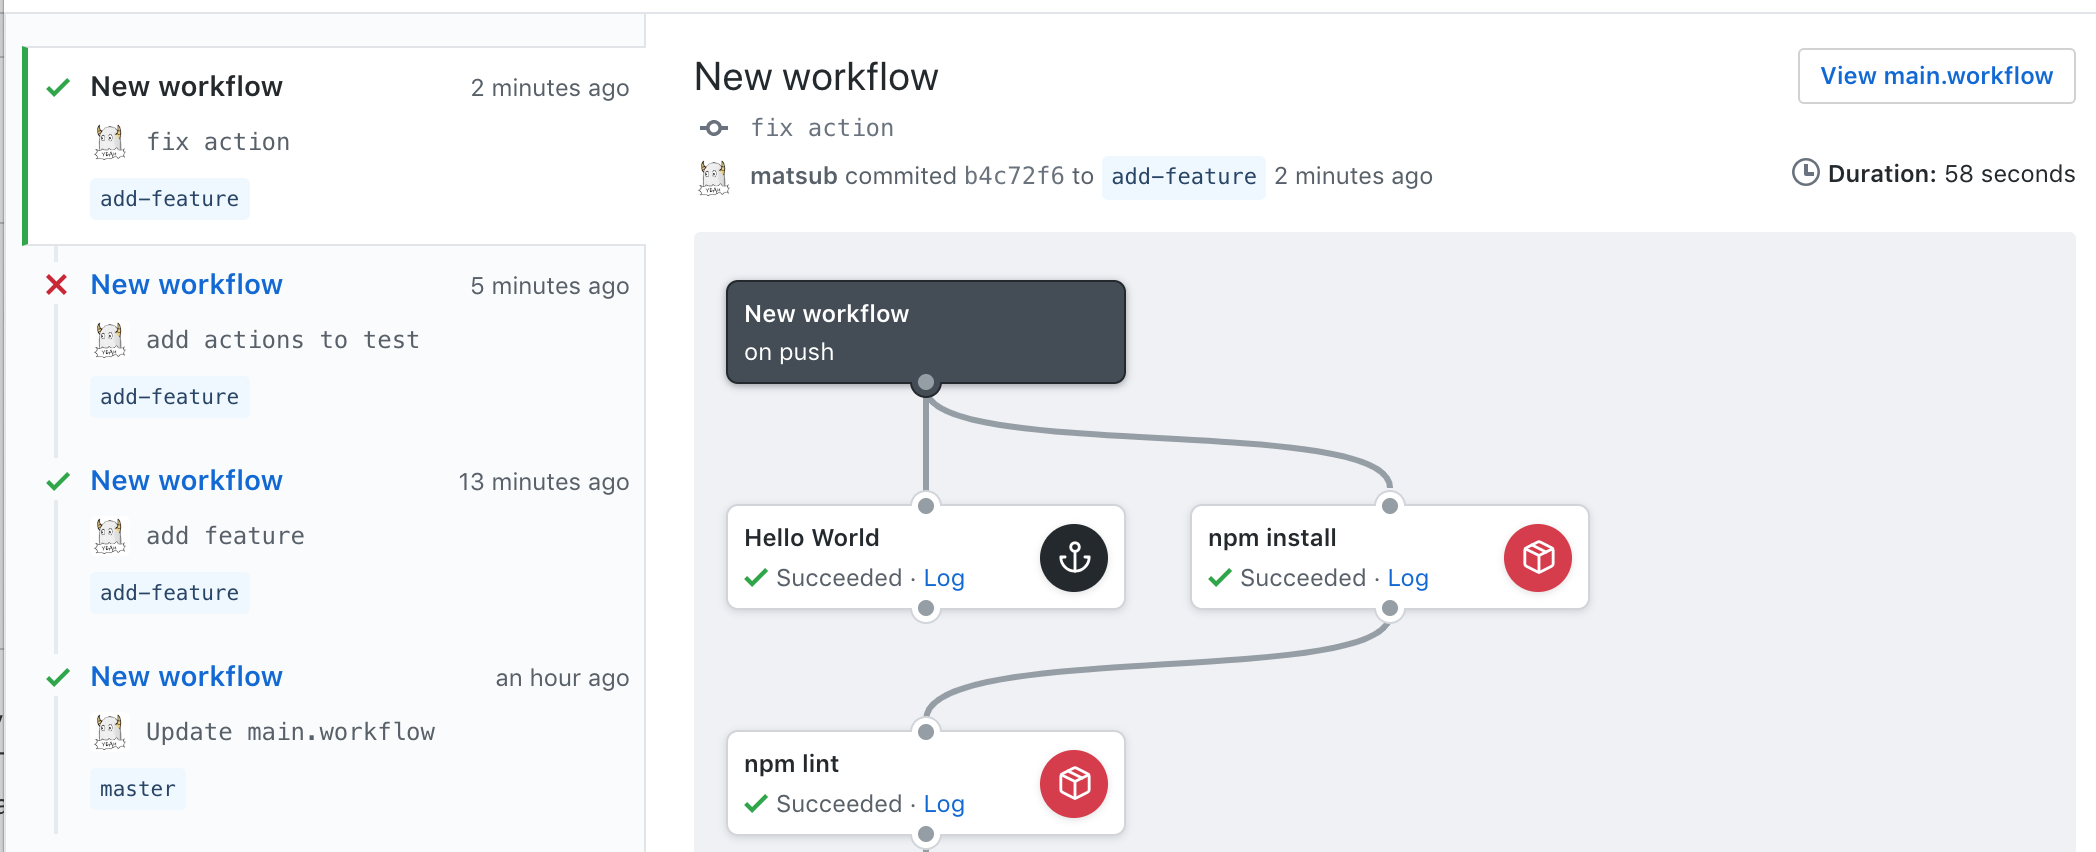 New workflow 2 minutes ago
fix action
add-feature
New workflow 5 minutes ago
add actions to test
add-feature
New workflow 13 minutes ago
add feature
add-feature
New workflow an hour ago
Update main.workflow
master
New workflow
View main.workflow
fix action
matsub commited b4c72f6 to add-feature 2 minutes ago
Duration: 58 seconds
New workflow
on push
Hello World
Succeeded · Log
npm install
Succeeded · Log
npm lint
Succeeded · Log